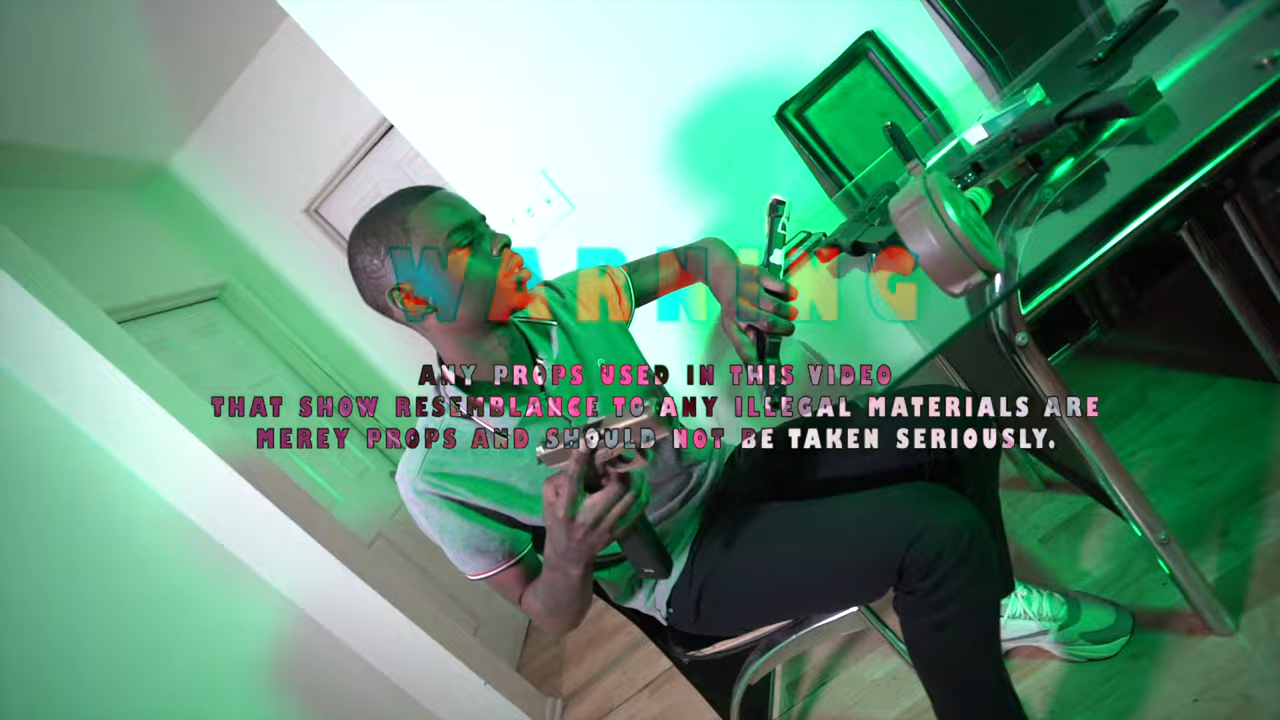 WARNING
ANY PROPS USED IN THIS VIDEO
THAT SHOW RESEMBLANCE TO ANY ILLEGAL MATERIALS ARE
MEREY PROPS AND SHOULD NOT BE TAKEN SERIOUSLY.